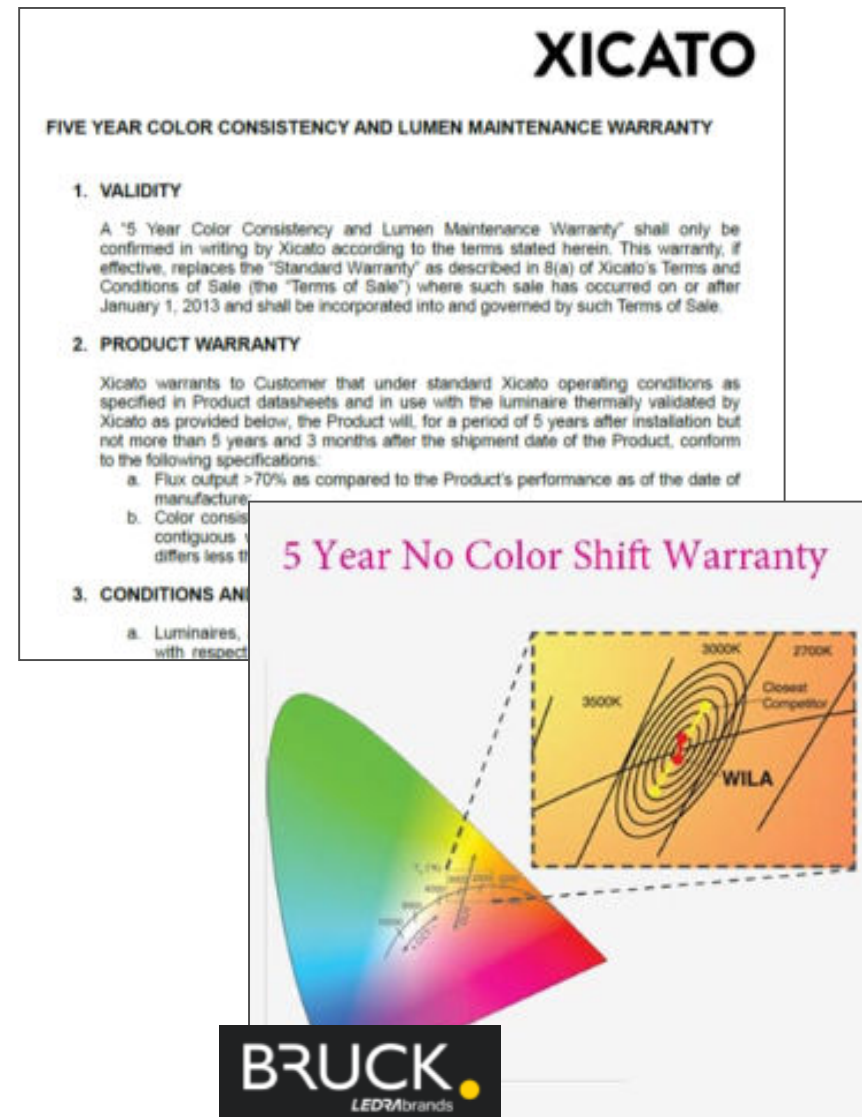 XICATO
FIVE YEAR COLOR CONSISTENCY AND LUMEN MAINTENANCE WARRANTY
1. VALIDITY
A "5 Year Color Consistency and Lumen Maintenance Warranty" shall only be
confirmed in writing by Xicato according to the terms stated herein. This warranty, if
effective, replaces the "Standard Warranty" as described in 8(a) of Xicato's Terms and
Conditions of Sale (the "Terms of Sale") where such sale has occurred on or after
January 1, 2013 and shall be incorporated into and governed by such Terms of Sale.
2. PRODUCT WARRANTY
Xicato warrants to Customer that under standard Xicato operating conditions as
specified in Product datasheets and in use with the luminaire thermally validated by
Xicato as provided below, the Product will, for a period of 5 years after installation but
not more than 5 years and 3 months after the shipment date of the Product, conform
to the following specifications:
a. Flux output >70% as compared to the Product's performance as of the date of
manufacture;
b. Color consis
contiguous
differs less th
3. CONDITIONS AN
a. Luminaires,
with respect
5 Year No Color Shift Warranty
3000K
2700K
3500K
Closest
Competitor
WILA
BRUCK
LEDRAbrands